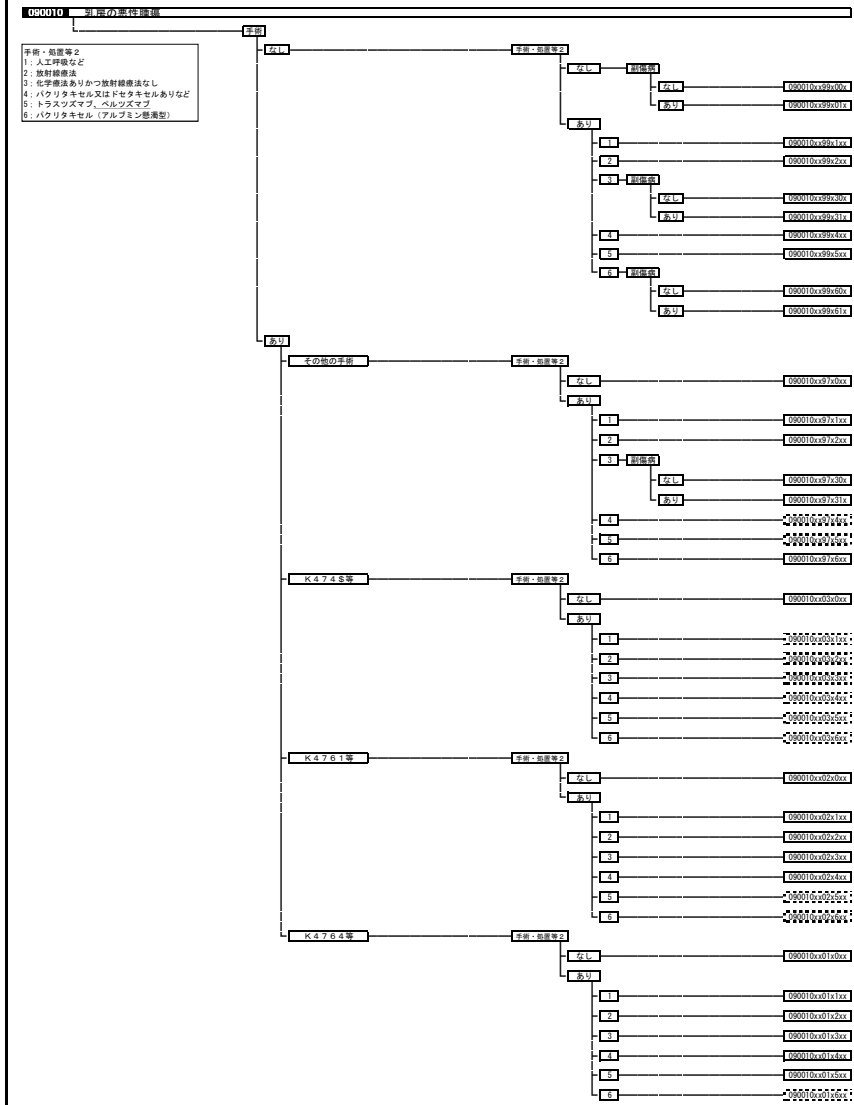 090010 乳房の悪性腫瘍
手術
手術・処置等2
1；人工呼吸など
2；放射線療法
3；化学療法ありかつ放射線療法なし
4；パクリタキセル又はドセタキセルありなど
5；トラスツズマブ、ペルツズマブ
6；パクリタキセル（アルブミン懸濁型）
なし 手術・処置等2
なし 副傷病
なし 090010xx99x00x
あり 090010xx99x01x
あり
1 090010xx99x1xx
2 090010xx99x2xx
3 副傷病
なし 090010xx99x30x
あり 090010xx99x31x
4 090010xx99x4xx
5 090010xx99x5xx
6 副傷病
なし 090010xx99x60x
あり 090010xx99x61x
あり
その他の手術 手術・処置等2
なし 090010xx97x0xx
あり
1 090010xx97x1xx
2 090010xx97x2xx
3 副傷病
なし 090010xx97x30x
あり 090010xx97x31x
4 090010xx97x4xx
5 090010xx97x5xx
6 090010xx97x6xx
K474$等 手術・処置等2
なし 090010xx03x0xx
あり
1 090010xx03x1xx
2 090010xx03x2xx
3 090010xx03x3xx
4 090010xx03x4xx
5 090010xx03x5xx
6 090010xx03x6xx
K4761等 手術・処置等2
なし 090010xx02x0xx
あり
1 090010xx02x1xx
2 090010xx02x2xx
3 090010xx02x3xx
4 090010xx02x4xx
5 090010xx02x5xx
6 090010xx02x6xx
K4764等 手術・処置等2
なし 090010xx01x0xx
あり
1 090010xx01x1xx
2 090010xx01x2xx
3 090010xx01x3xx
4 090010xx01x4xx
5 090010xx01x5xx
6 090010xx01x6xx